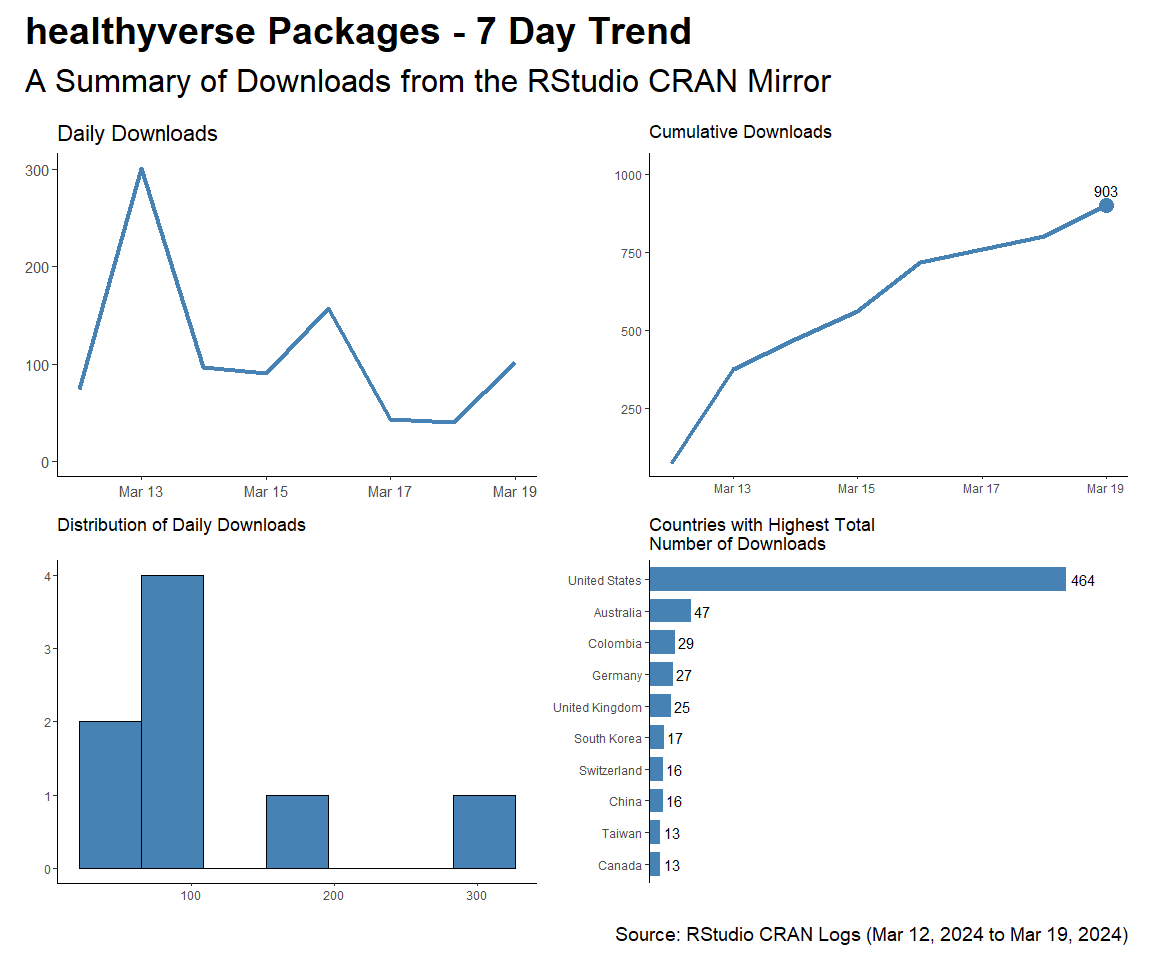 healthyverse Packages - 7 Day Trend
A Summary of Downloads from the RStudio CRAN Mirror
Daily Downloads
300
200
100
0
Mar 13 Mar 15 Mar 17 Mar 19
Cumulative Downloads
1000
750
500
250
903
Mar 13 Mar 15 Mar 17 Mar 19
Distribution of Daily Downloads
4
3
2
1
0
100 200 300
Countries with Highest Total
Number of Downloads
United States 464
Australia 47
Colombia 29
Germany 27
United Kingdom 25
South Korea 17
Switzerland 16
China 16
Taiwan 13
Canada 13
Source: RStudio CRAN Logs (Mar 12, 2024 to Mar 19, 2024)